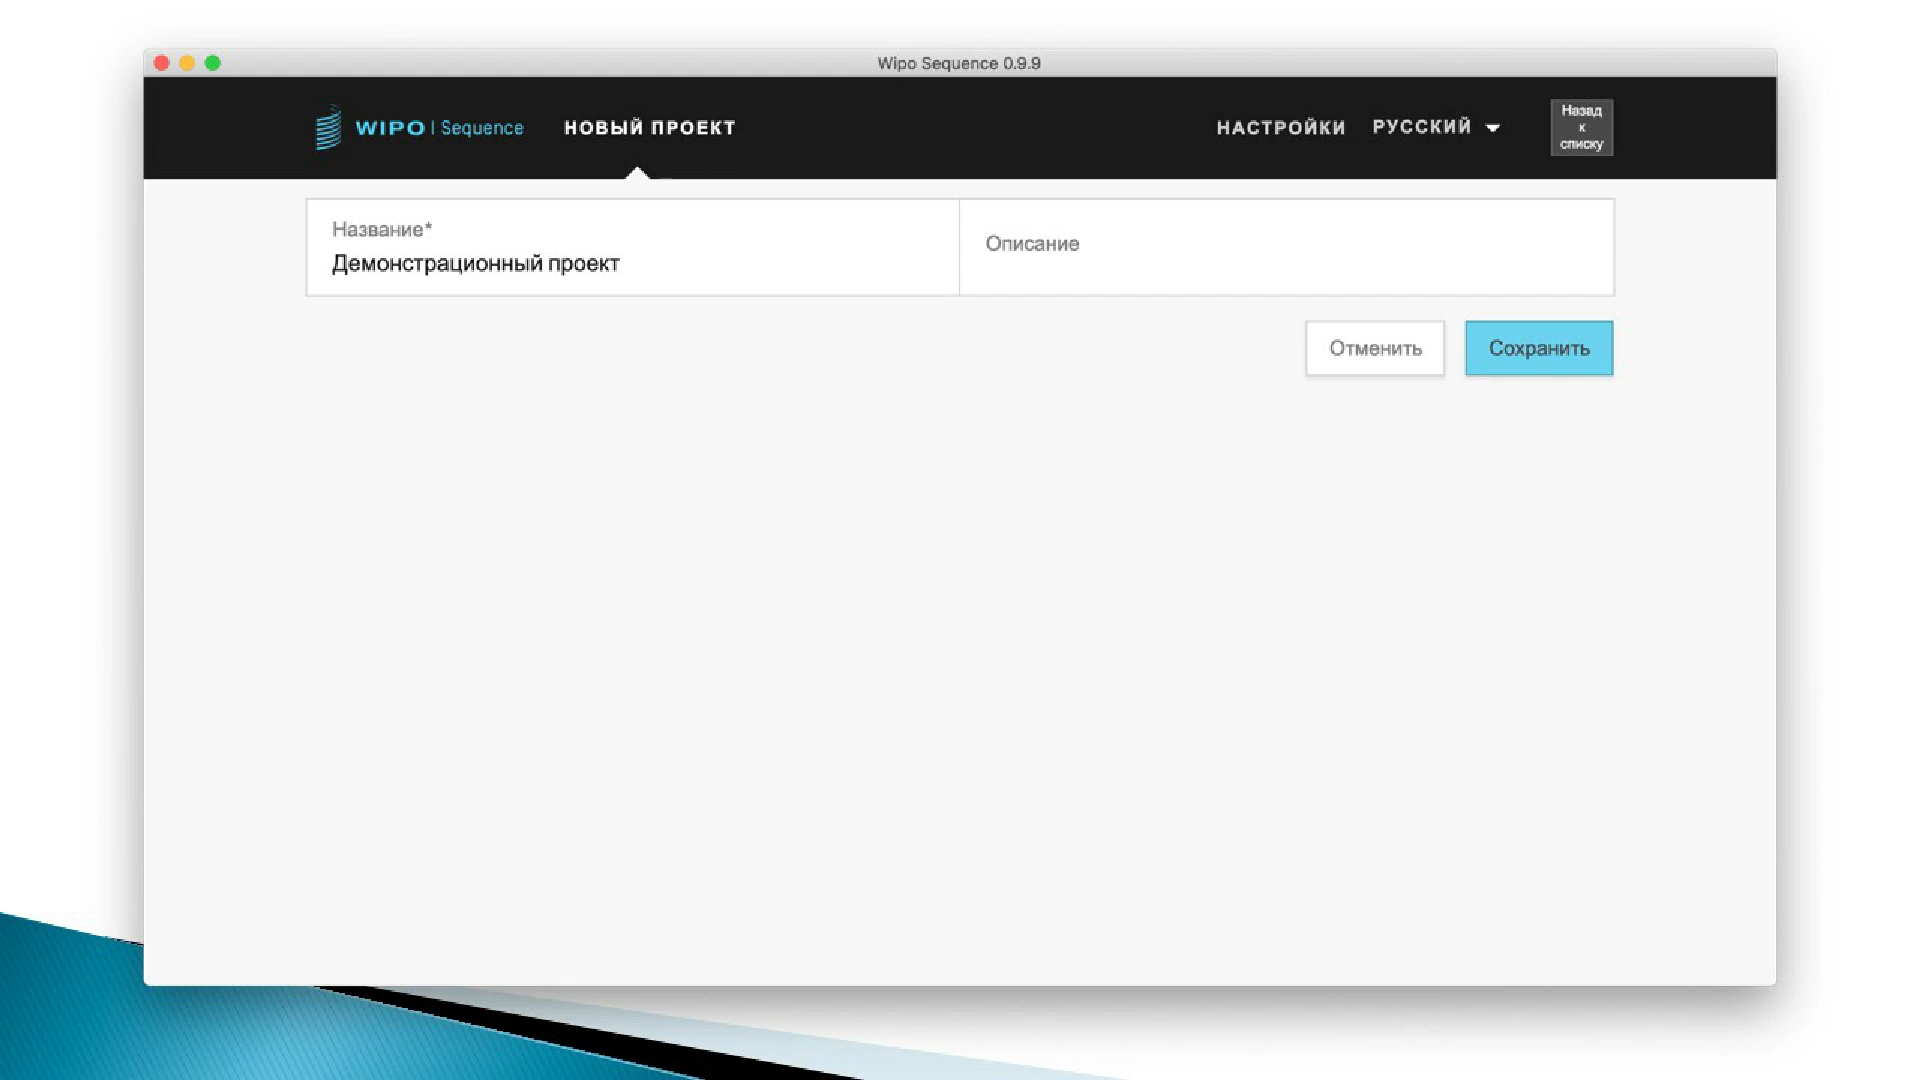 Wipo Sequence 0.9.9
WIPO | Sequence
НОВЫЙ ПРОЕКТ
НАСТРОЙКИ
РУССКИЙ
Назад
к
списку
Название*
Демонстрационный проект
Описание
Отменить
Сохранить